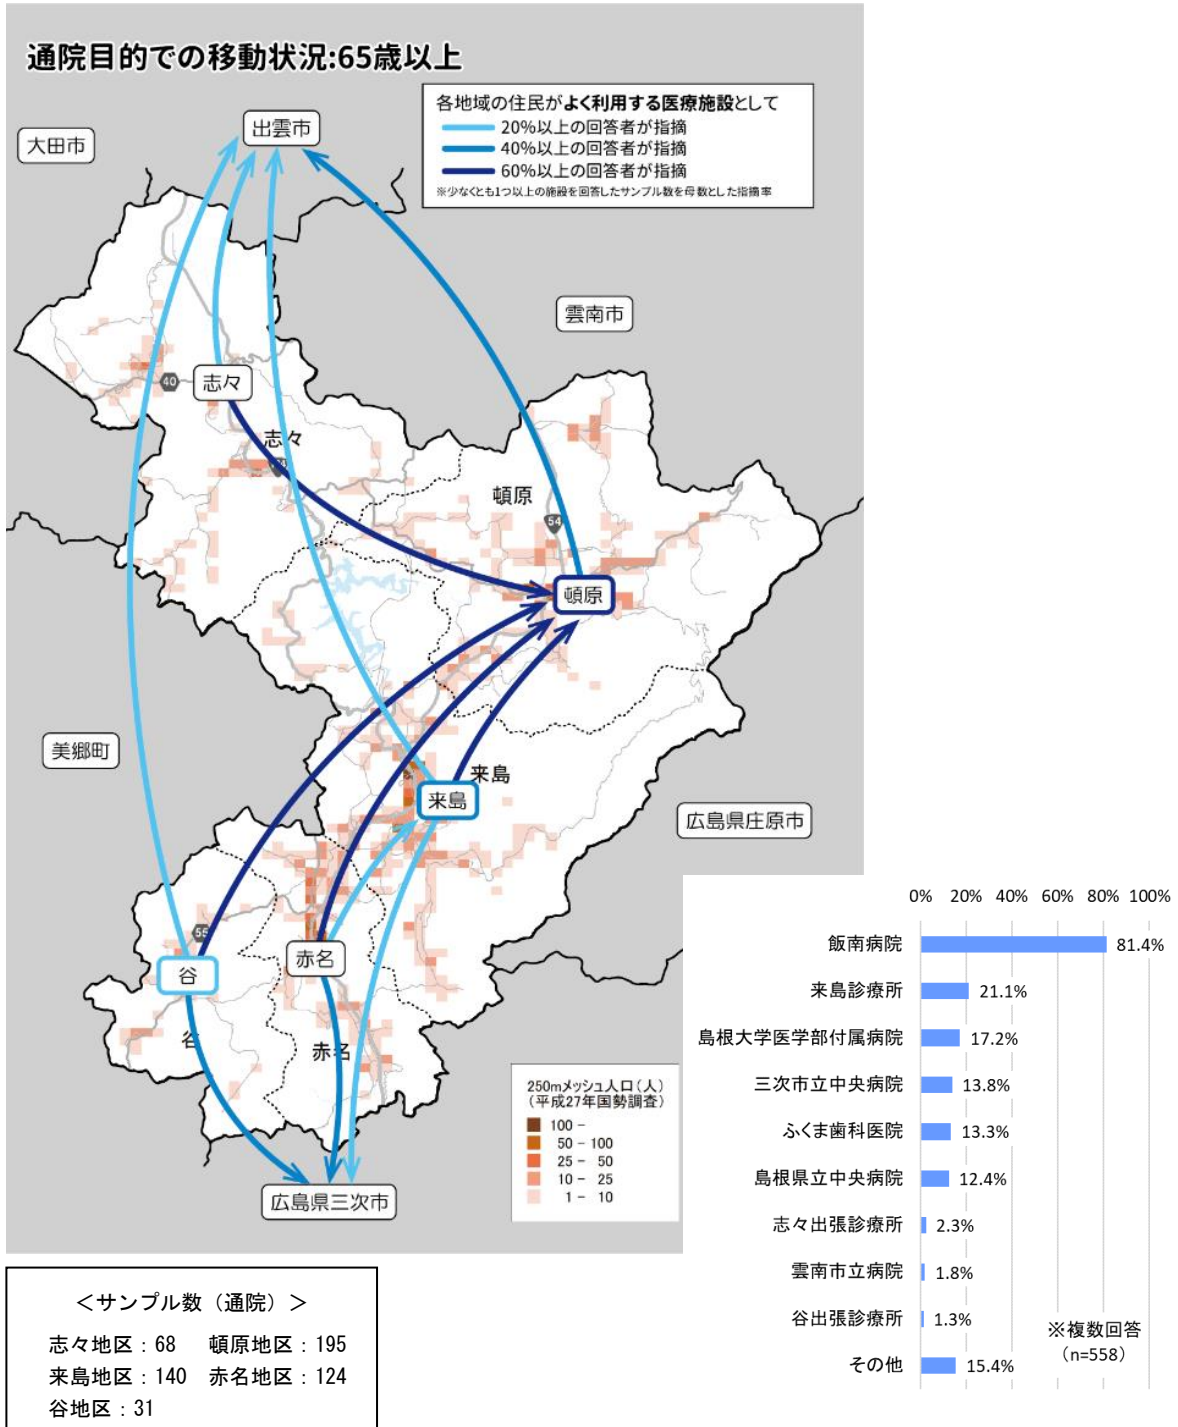 通院目的での移動状況:65歳以上
各地域の住民がよく利用する医療施設として
20%以上の回答者が指摘
40%以上の回答者が指摘
60%以上の回答者が指摘
※少なくとも1つ以上の施設を回答したサンプル数を母数とした指摘率
出雲市
大田市
雲南市
40
志々
志々
頓原
54
頓原
美郷町
来島
来島
広島県庄原市
55
赤名
谷
谷
赤名
広島県三次市
250mメッシュ人口(人)
(平成27年国勢調査)
100 -
50 - 100
25 - 50
10 - 25
1 - 10
0% 20% 40% 60% 80% 100%
飯南病院 81.4%
来島診療所 21.1%
島根大学医学部付属病院 17.2%
三次市立中央病院 13.8%
ふくま歯科医院 13.3%
島根県立中央病院 12.4%
志々出張診療所 2.3%
雲南市立病院 1.8%
谷出張診療所 1.3%
その他 15.4%
※複数回答
(n=558)
＜サンプル数（通院）＞
志々地区：68 頓原地区：195
来島地区：140 赤名地区：124
谷地区：31